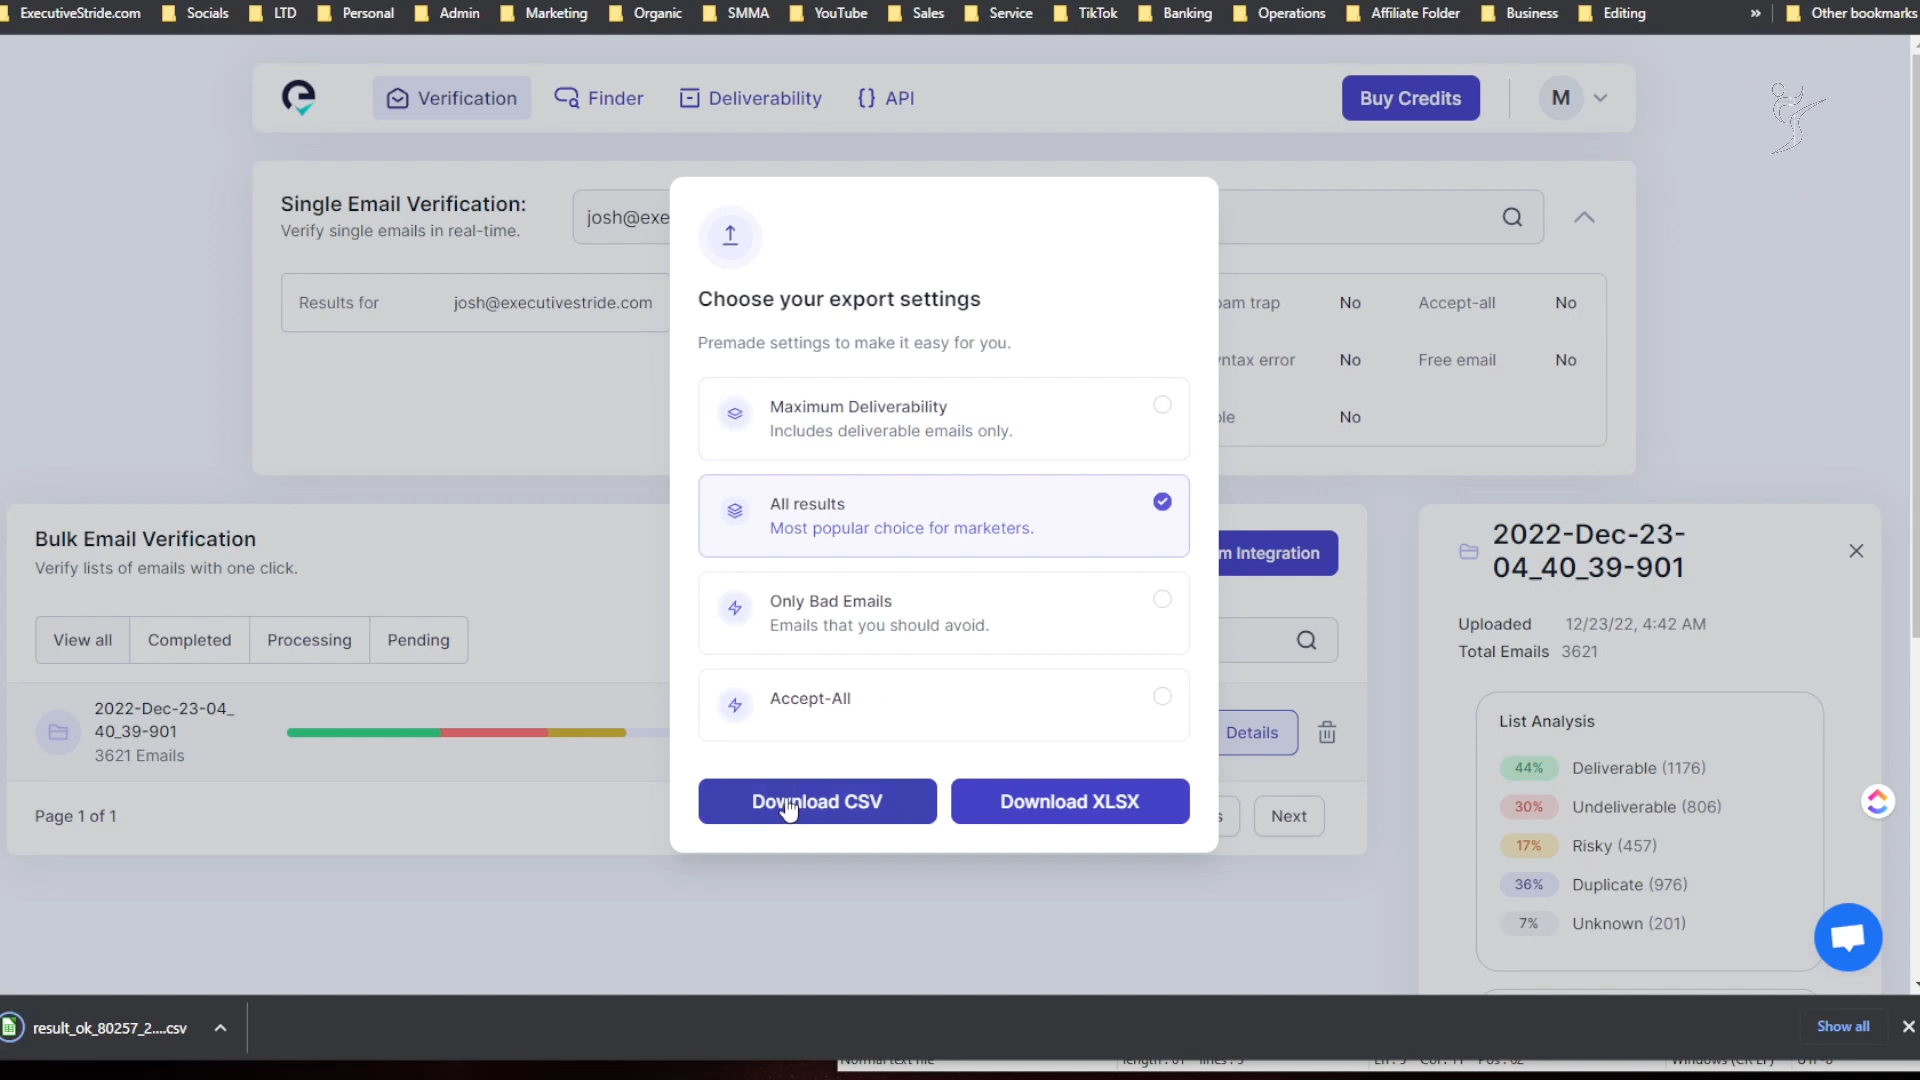 ExecutiveStride.com Socials LTD Personal Admin Marketing Organic SMMA YouTube Sales Service TikTok Banking Operations Affiliate Folder Business Editing » Other bookmarks
Verification Finder Deliverability {} API Buy Credits M
Single Email Verification:
Verify single emails in real-time.
josh@exe
Results for josh@executivestride.com
am trap No Accept-all No
ntax error No Free email No
le No
Choose your export settings
Premade settings to make it easy for you.
Maximum Deliverability
Includes deliverable emails only.
All results
Most popular choice for marketers.
Only Bad Emails
Emails that you should avoid.
Accept-All
Download CSV Download XLSX
Bulk Email Verification
Verify lists of emails with one click.
m Integration
View all Completed Processing Pending
2022-Dec-23-04_
40_39-901
3621 Emails
Details
Page 1 of 1
s Next
2022-Dec-23-
04_40_39-901
Uploaded 12/23/22, 4:42 AM
Total Emails 3621
List Analysis
44% Deliverable (1176)
30% Undeliverable (806)
17% Risky (457)
36% Duplicate (976)
7% Unknown (201)
result_ok_80257_2....csv
Show all